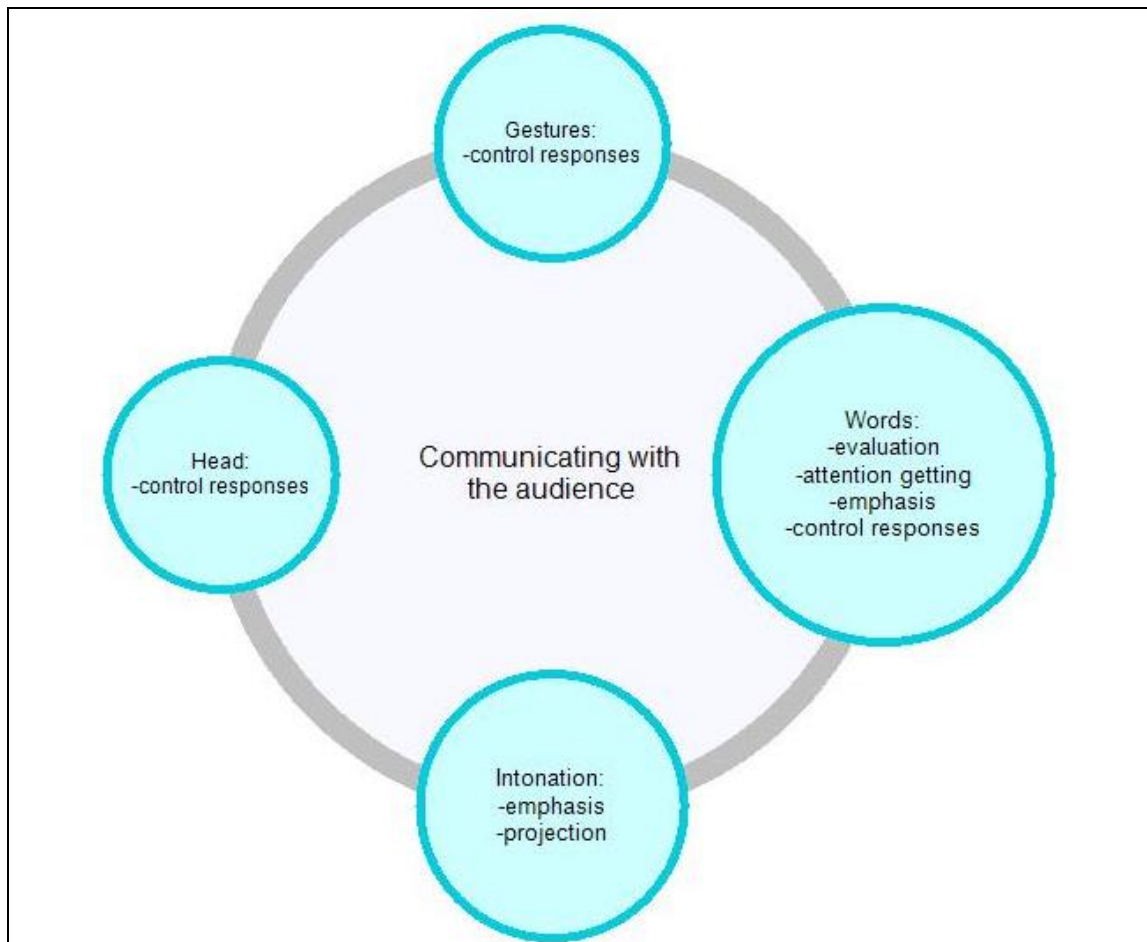 Gestures:
-control responses
Words:
-evaluation
-attention getting
-emphasis
-control responses
Head:
-control responses
Communicating with
the audience
Intonation:
-emphasis
-projection